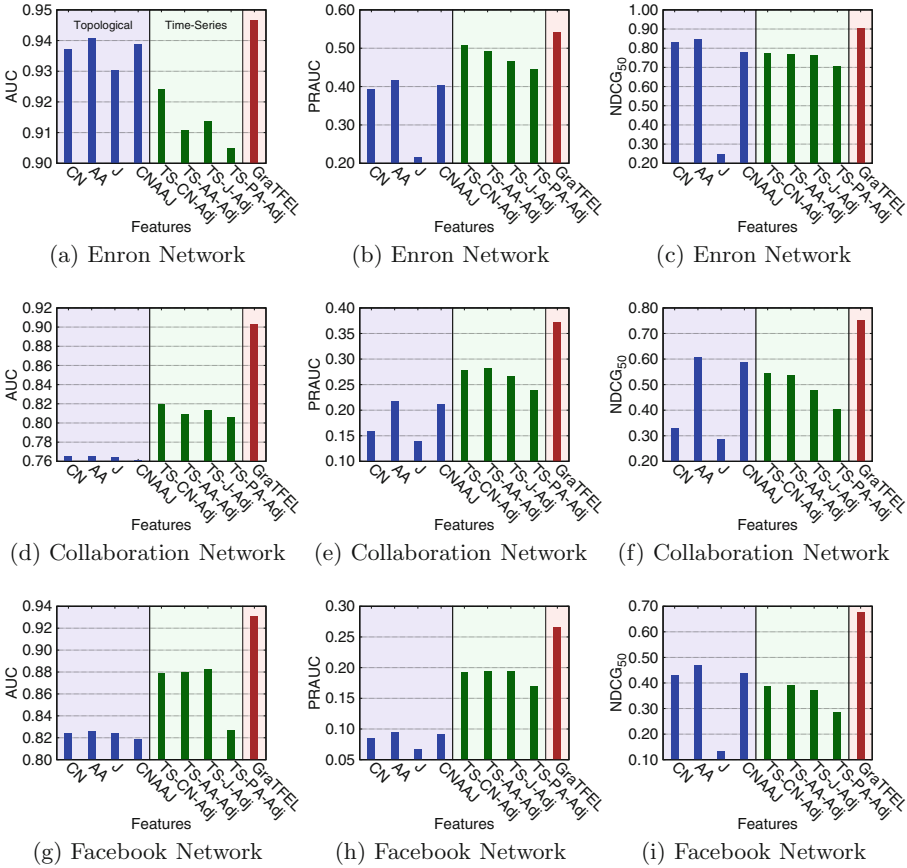 0.95
0.94
0.93
0.92
0.91
0.90
AUC
Topological
Time-Series
CN
AA
J
CNAAJ
TS-CN-Adj
TS-AA-Adj
TS-J-Adj
TS-PA-Adj
GraTFEL
Features
(a) Enron Network
0.60
0.50
0.40
0.30
0.20
PRAUC
CN
AA
J
CNAAJ
TS-CN-Adj
TS-AA-Adj
TS-J-Adj
TS-PA-Adj
GraTFEL
Features
(b) Enron Network
1.00
0.90
0.80
0.70
0.60
0.50
0.40
0.30
0.20
NDCG50
CN
AA
J
CNAAJ
TS-CN-Adj
TS-AA-Adj
TS-J-Adj
TS-PA-Adj
GraTFEL
Features
(c) Enron Network
0.92
0.90
0.88
0.86
0.84
0.82
0.80
0.78
0.76
AUC
CN
AA
J
CNAAJ
TS-CN-Adj
TS-AA-Adj
TS-J-Adj
TS-PA-Adj
GraTFEL
Features
(d) Collaboration Network
0.40
0.35
0.30
0.25
0.20
0.15
0.10
PRAUC
CN
AA
J
CNAAJ
TS-CN-Adj
TS-AA-Adj
TS-J-Adj
TS-PA-Adj
GraTFEL
Features
(e) Collaboration Network
0.80
0.70
0.60
0.50
0.40
0.30
0.20
NDCG50
CN
AA
J
CNAAJ
TS-CN-Adj
TS-AA-Adj
TS-J-Adj
TS-PA-Adj
GraTFEL
Features
(f) Collaboration Network
0.94
0.92
0.90
0.88
0.86
0.84
0.82
0.80
AUC
CN
AA
J
CNAAJ
TS-CN-Adj
TS-AA-Adj
TS-J-Adj
TS-PA-Adj
GraTFEL
Features
(g) Facebook Network
0.30
0.25
0.20
0.15
0.10
0.05
PRAUC
CN
AA
J
CNAAJ
TS-CN-Adj
TS-AA-Adj
TS-J-Adj
TS-PA-Adj
GraTFEL
Features
(h) Facebook Network
0.70
0.60
0.50
0.40
0.30
0.20
0.10
NDCG50
CN
AA
J
CNAAJ
TS-CN-Adj
TS-AA-Adj
TS-J-Adj
TS-PA-Adj
GraTFEL
Features
(i) Facebook Network